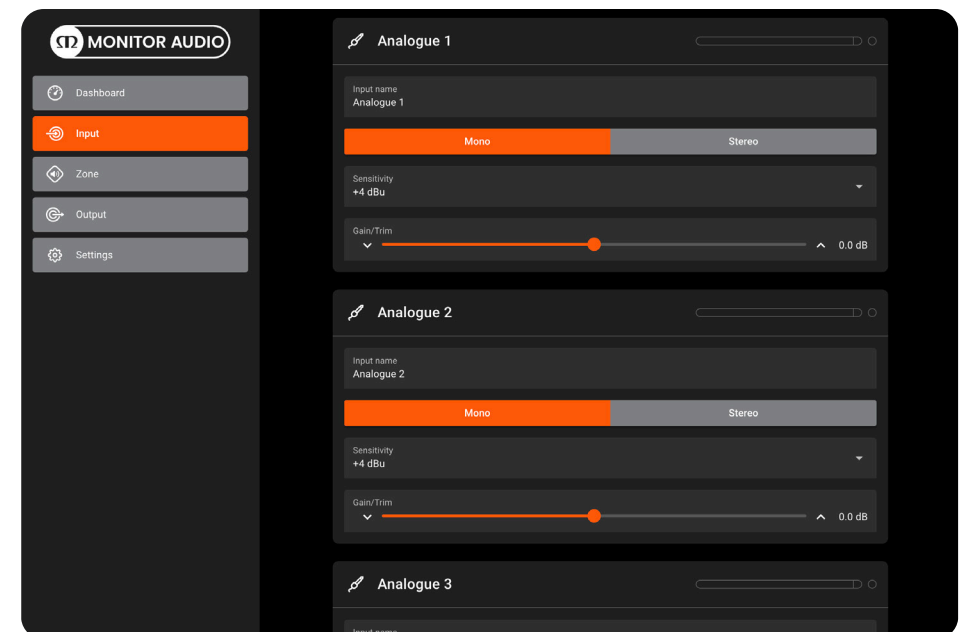 MONITOR AUDIO
Dashboard
Input
Zone
Output
Settings
Analogue 1
Input name
Analogue 1
Mono Stereo
Sensitivity
+4 dBu
Gain/Trim
0.0 dB
Analogue 2
Input name
Analogue 2
Mono Stereo
Sensitivity
+4 dBu
Gain/Trim
0.0 dB
Analogue 3
Input name